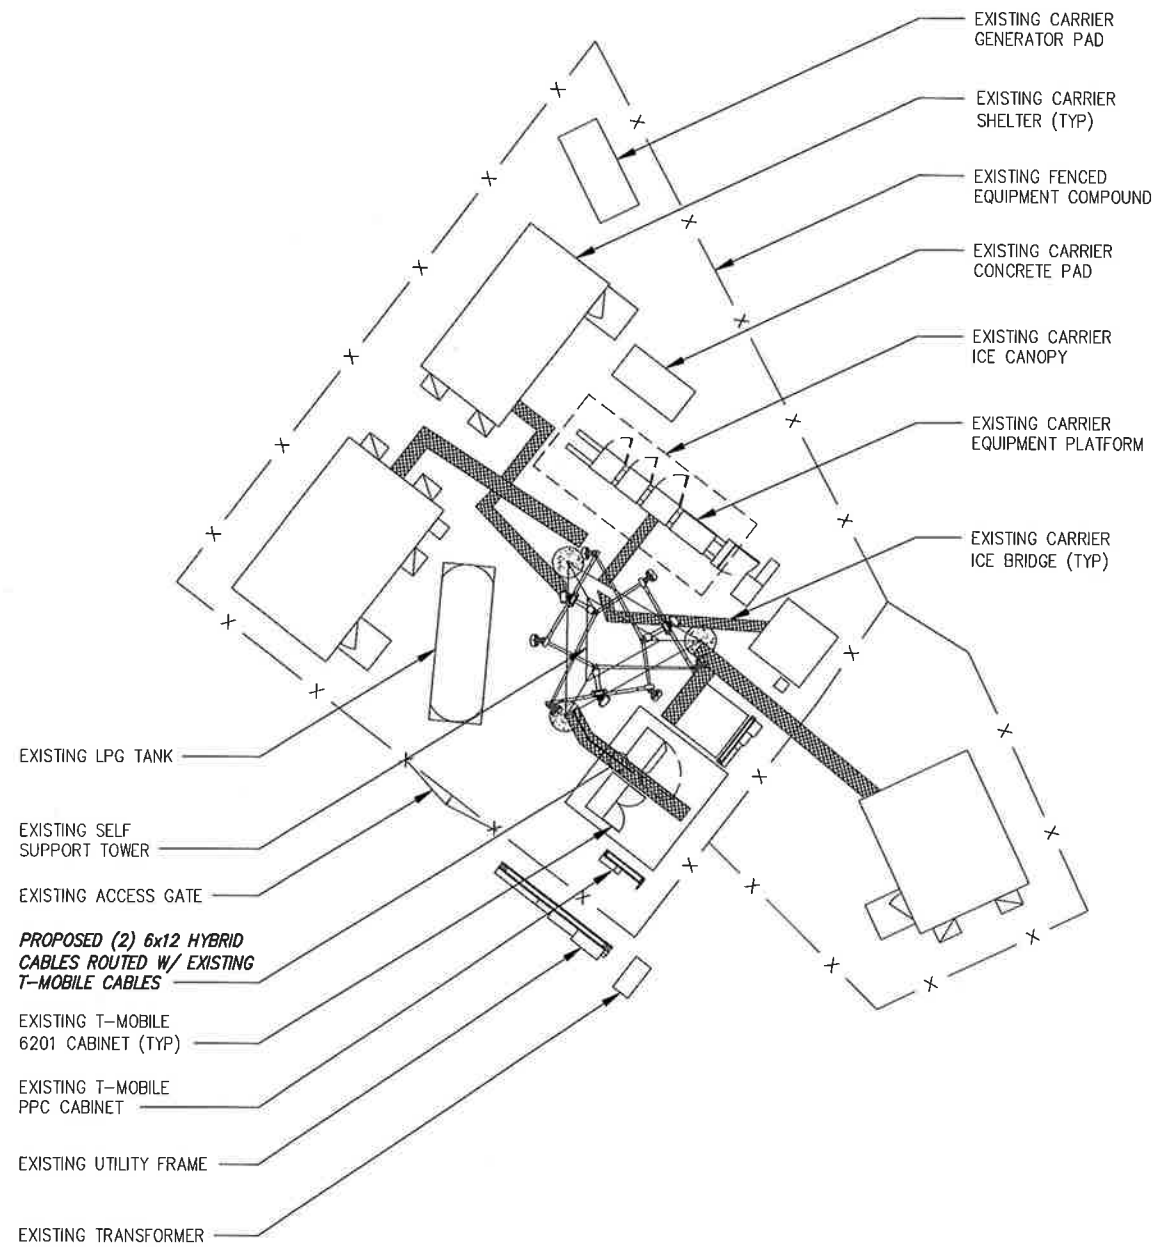 EXISTING CARRIER
GENERATOR PAD
EXISTING CARRIER
SHELTER (TYP)
EXISTING FENCED
EQUIPMENT COMPOUND
EXISTING CARRIER
CONCRETE PAD
EXISTING CARRIER
ICE CANOPY
EXISTING CARRIER
EQUIPMENT PLATFORM
EXISTING CARRIER
ICE BRIDGE (TYP)
EXISTING LPG TANK
EXISTING SELF
SUPPORT TOWER
EXISTING ACCESS GATE
PROPOSED (2) 6x12 HYBRID
CABLES ROUTED W/ EXISTING
T-MOBILE CABLES
EXISTING T-MOBILE
6201 CABINET (TYP)
EXISTING T-MOBILE
PPC CABINET
EXISTING UTILITY FRAME
EXISTING TRANSFORMER